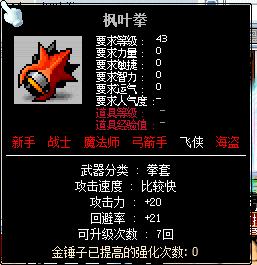 枫叶拳
要求等级： 43
要求力量： 0
要求敏捷： 0
要求智力： 0
要求运气： 0
要求人气度： -
道具等级： -
道具经验值： -
新手 战士 魔法师 弓箭手 飞侠 海盗
武器分类 ： 拳套
攻击速度 ： 比较快
攻击力 ： +20
回避率 ： +21
可升级次数 ： 7回
金锤子已提高的强化次数: 0